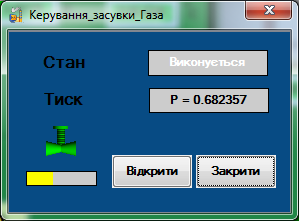 Керування_засувки_Газа
Стан
Виконується
Тиск
P = 0.682357
Відкрити
Закрити